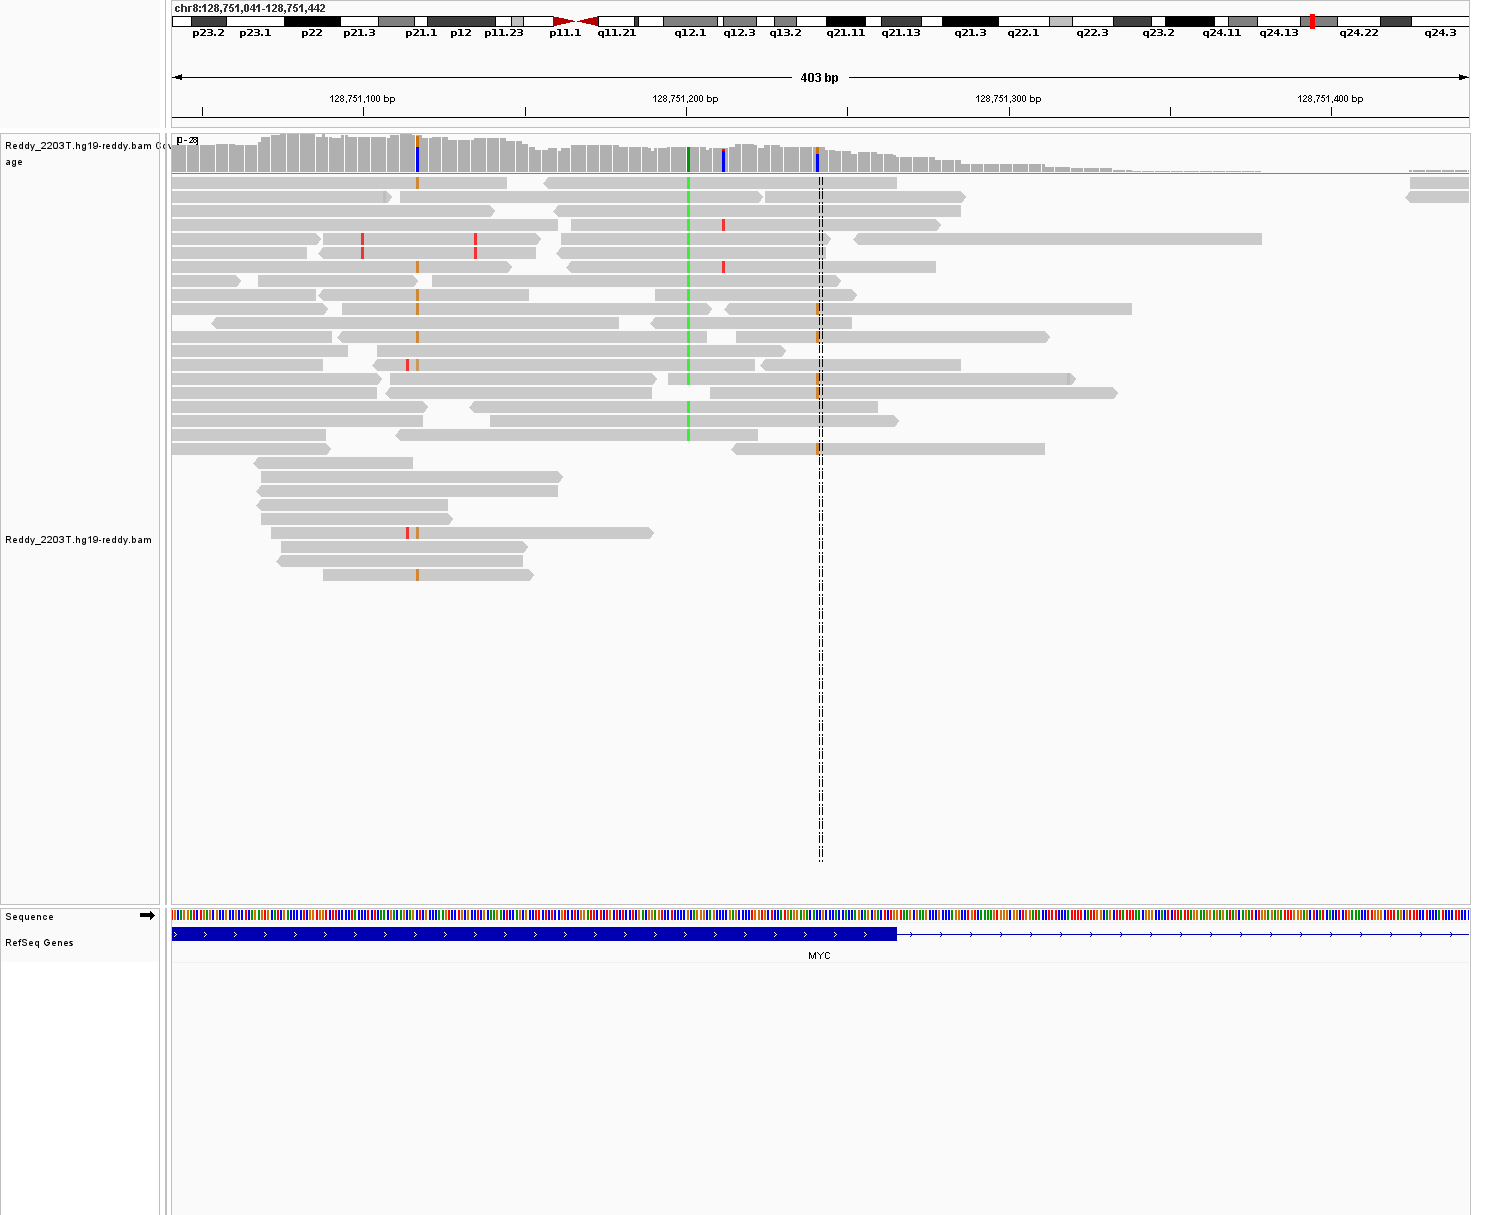 chr8:128,751,041-128,751,442
p23.2 p23.1 p22 p21.3 p21.1 p12 p11.23 p11.1 q11.21 q12.1 q12.3 q13.2 q21.11 q21.13 q21.3 q22.1 q22.3 q23.2 q24.11 q24.13 q24.22 q24.3
403 bp
128,751,100 bp 128,751,200 bp 128,751,300 bp 128,751,400 bp
Reddy_2203T.hg19-reddy.bam Cov
age
[0-28]
Reddy_2203T.hg19-reddy.bam
Sequence
RefSeq Genes
MYC